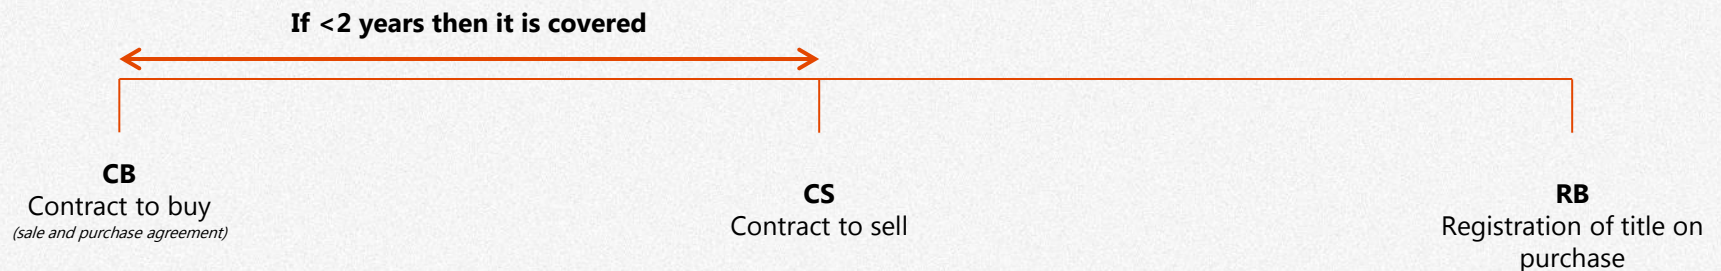 If <2 years then it is covered
CB
Contract to buy
(sale and purchase agreement)
CS
Contract to sell
RB
Registration of title on
purchase